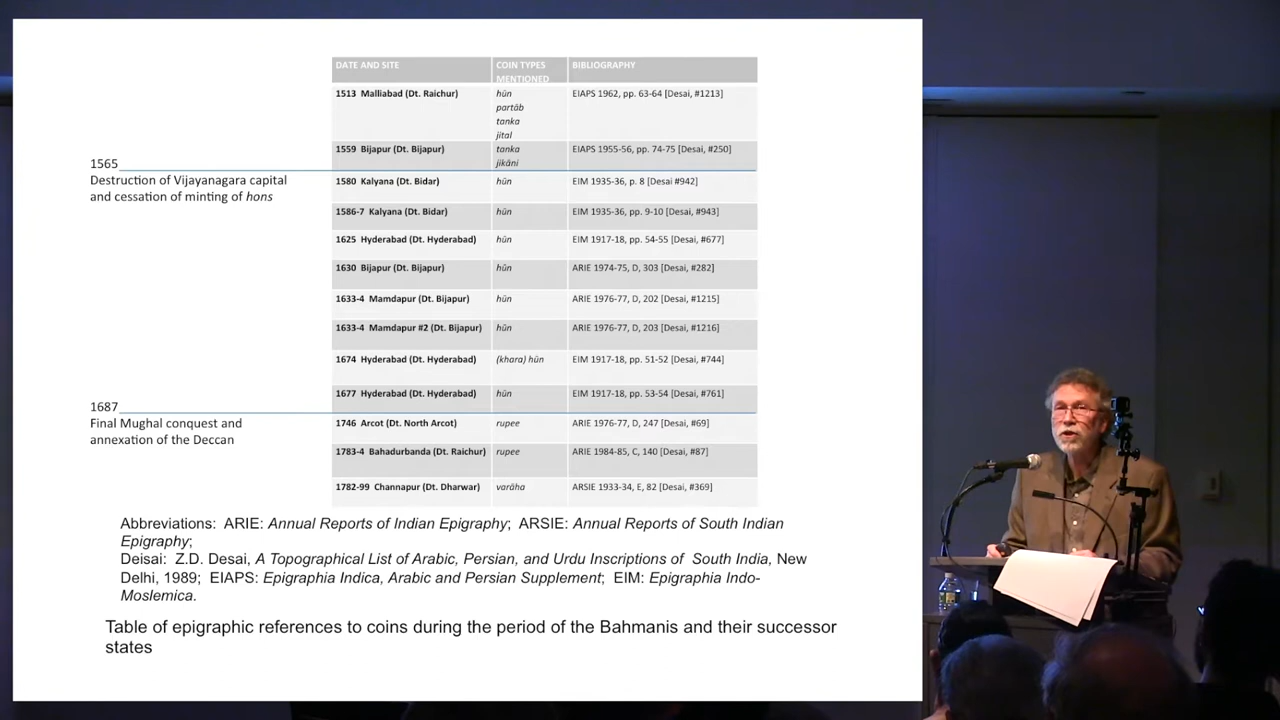 DATE AND SITE COIN TYPES MENTIONED BIBLIOGRAPHY
1513 Malliabad (Dt. Raichur) hūn EIAPS 1962, pp. 63-64 [Desai, #1213]
partāb
tanka
jital
1559 Bijapur (Dt. Bijapur) tanka EIAPS 1955-56, pp. 74-75 [Desai, #250]
jikāni
1565
Destruction of Vijayanagara capital
and cessation of minting of hons
1580 Kalyana (Dt. Bidar) hūn EIM 1935-36, p. 8 [Desai #942]
1586-7 Kalyana (Dt. Bidar) hūn EIM 1935-36, pp. 9-10 [Desai, #943]
1625 Hyderabad (Dt. Hyderabad) hūn EIM 1917-18, pp. 54-55 [Desai, #677]
1630 Bijapur (Dt. Bijapur) hūn ARIE 1974-75, D, 303 [Desai, #282]
1633-4 Mamdapur (Dt. Bijapur) hūn ARIE 1976-77, D, 202 [Desai, #1215]
1633-4 Mamdapur #2 (Dt. Bijapur) hūn ARIE 1976-77, D, 203 [Desai, #1216]
1674 Hyderabad (Dt. Hyderabad) (khara) hūn EIM 1917-18, pp. 51-52 [Desai, #744]
1677 Hyderabad (Dt. Hyderabad) hūn EIM 1917-18, pp. 53-54 [Desai, #761]
1687
Final Mughal conquest and
annexation of the Deccan
1746 Arcot (Dt. North Arcot) rupee ARIE 1976-77, D, 247 [Desai, #69]
1783-4 Bahadurbanda (Dt. Raichur) rupee ARIE 1984-85, C, 140 [Desai, #87]
1782-99 Channapur (Dt. Dharwar) varāha ARSIE 1933-34, E, 82 [Desai, #369]
Abbreviations: ARIE: Annual Reports of Indian Epigraphy; ARSIE: Annual Reports of South Indian
Epigraphy;
Deisai: Z.D. Desai, A Topographical List of Arabic, Persian, and Urdu Inscriptions of South India, New
Delhi, 1989; EIAPS: Epigraphia Indica, Arabic and Persian Supplement; EIM: Epigraphia Indo-
Moslemica.
Table of epigraphic references to coins during the period of the Bahmanis and their successor
states